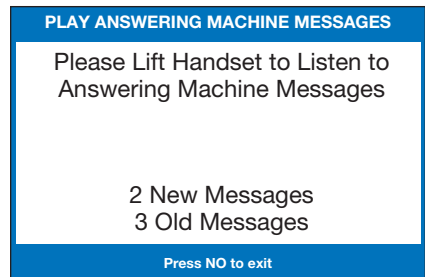 PLAY ANSWERING MACHINE MESSAGES
Please Lift Handset to Listen to
Answering Machine Messages
2 New Messages
3 Old Messages
Press NO to exit